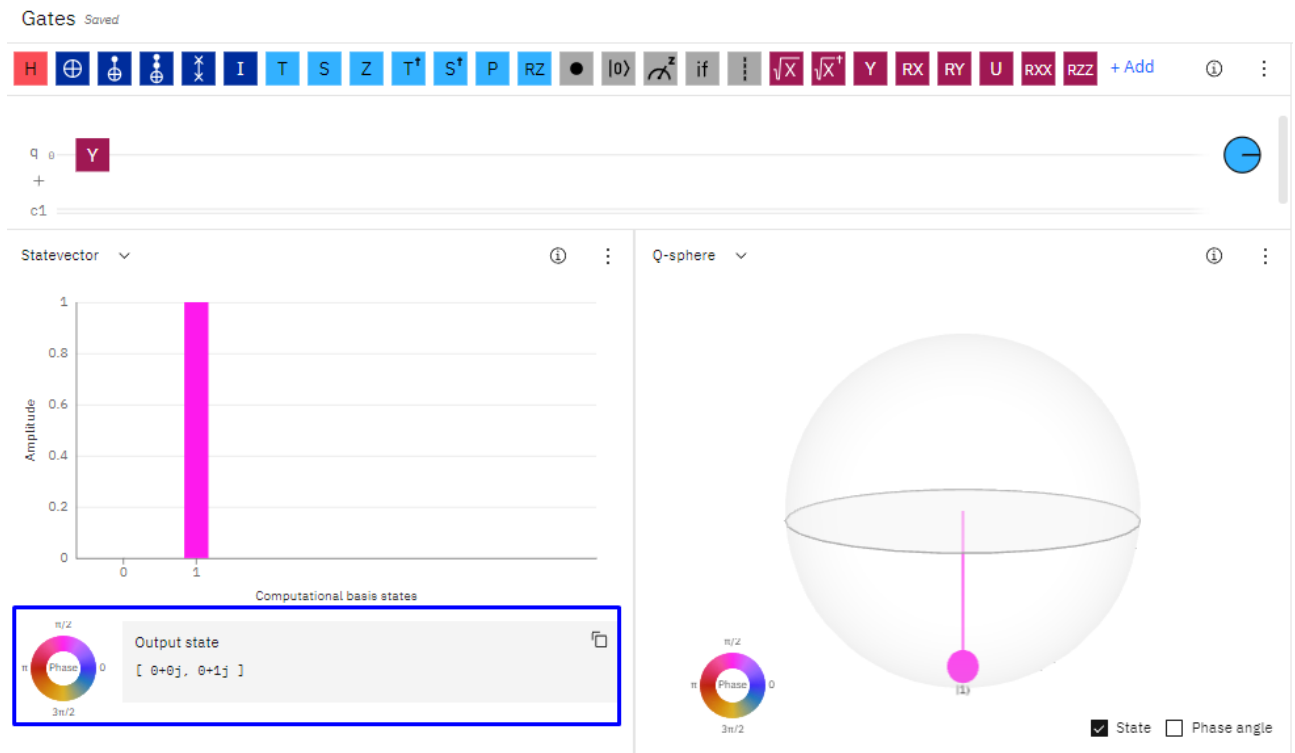 Gates Saved
H T S Z T† S† P RZ |0⟩ z if √X √X† Y RX RY U RXX RZZ + Add
I
q 0 Y
+
c1
Statevector
Q-sphere
1
0.8
0.6
0.4
0.2
0
Amplitude
0 1
Computational basis states
π/2
π Phase 0
3π/2
Output state
[ 0+0j, 0+1j ]
|1⟩
π/2
π Phase 0
3π/2
State Phase angle